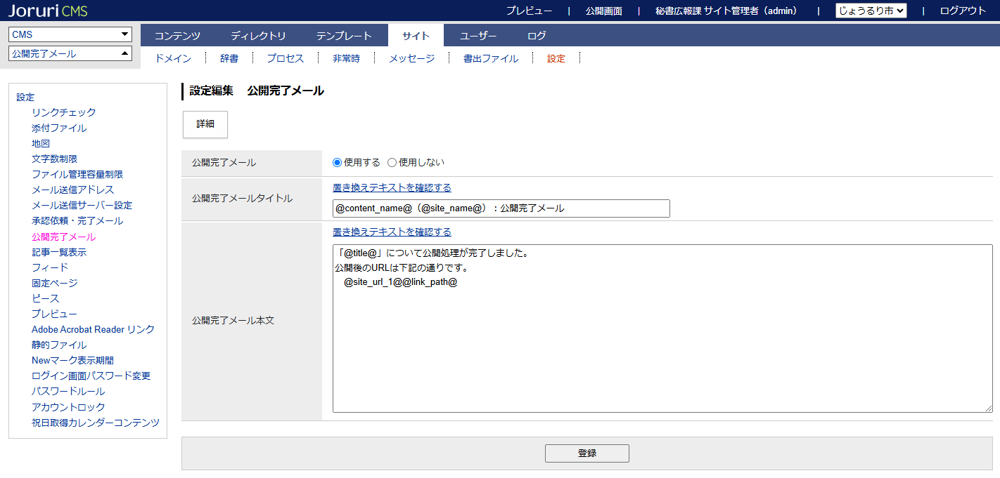 Joruri CMS
プレビュー | 公開画面 | 秘書広報課 サイト管理者（admin） | じょうるり市 | ログアウト
CMS
公開完了メール
コンテンツ ディレクトリ テンプレート サイト ユーザー ログ
ドメイン 辞書 プロセス 非常時 メッセージ 書出ファイル 設定
設定
リンクチェック
添付ファイル
地図
文字数制限
ファイル管理容量制限
メール送信アドレス
メール送信サーバー設定
承認依頼・完了メール
公開完了メール
記事一覧表示
フィード
固定ページ
ピース
プレビュー
Adobe Acrobat Reader リンク
静的ファイル
Newマーク表示期間
ログイン画面パスワード変更
パスワードルール
アカウントロック
祝日取得カレンダーコンテンツ
設定編集 公開完了メール
詳細
公開完了メール 使用する 使用しない
公開完了メールタイトル
置き換えテキストを確認する
@content_name@（@site_name@）：公開完了メール
公開完了メール本文
置き換えテキストを確認する
「@title@」について公開処理が完了しました。
公開後のURLは下記の通りです。
@site_url_1@@link_path@
登録